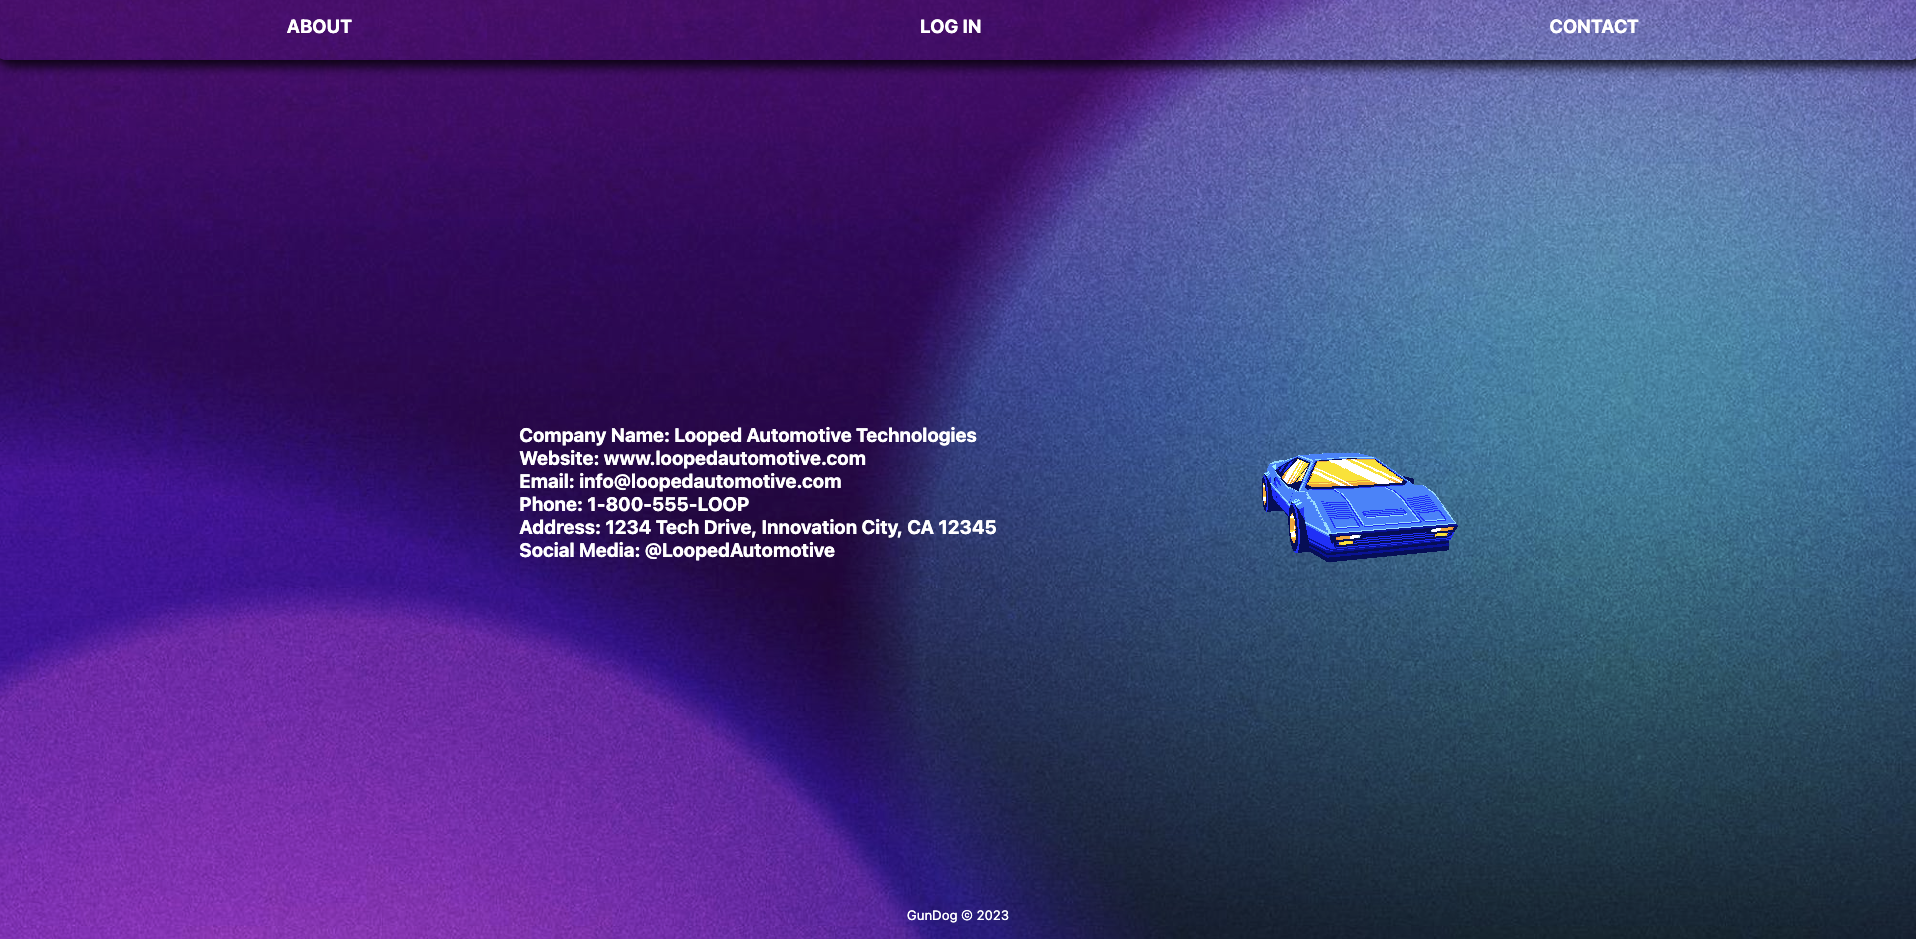 ABOUT
LOG IN
CONTACT
Company Name: Looped Automotive Technologies
Website: www.loopedautomotive.com
Email: info@loopedautomotive.com
Phone: 1-800-555-LOOP
Address: 1234 Tech Drive, Innovation City, CA 12345
Social Media: @LoopedAutomotive
GunDog © 2023